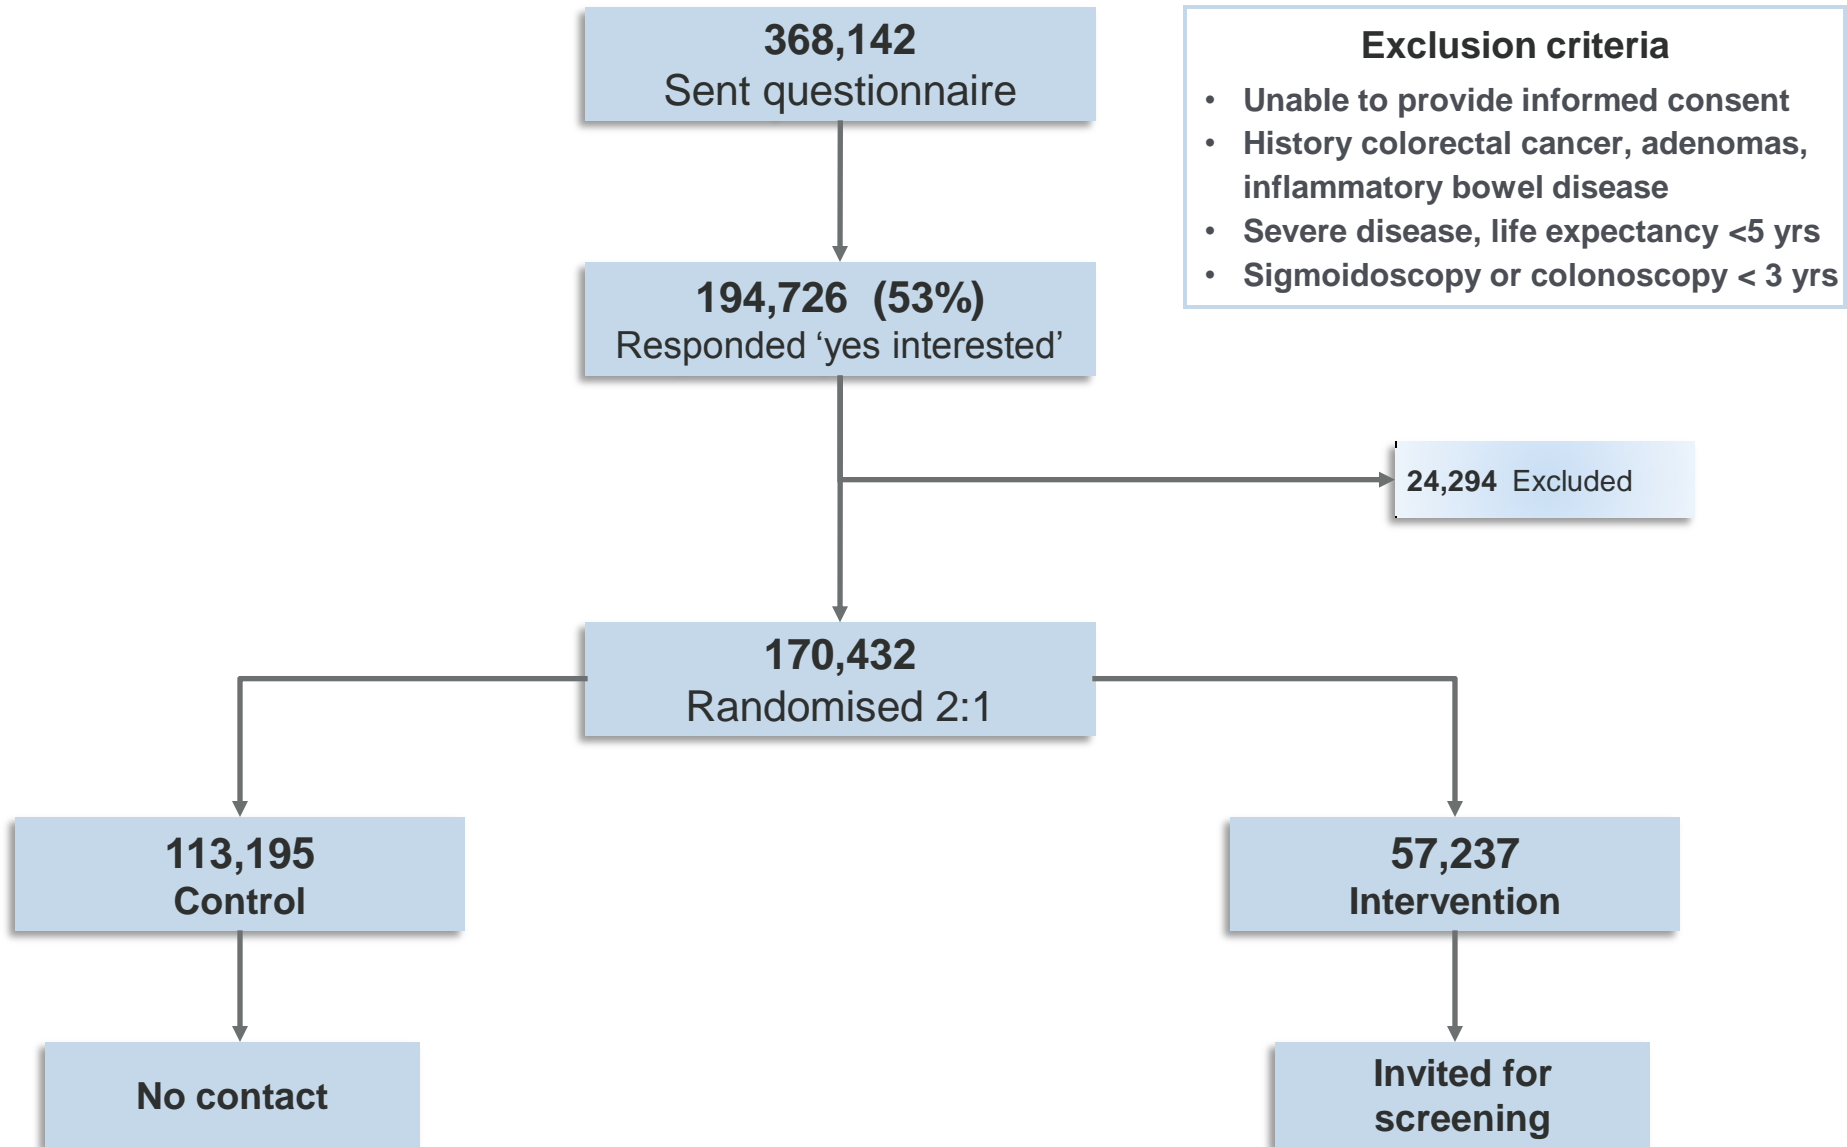 368,142
Sent questionnaire
Exclusion criteria
• Unable to provide informed consent
• History colorectal cancer, adenomas,
inflammatory bowel disease
• Severe disease, life expectancy <5 yrs
• Sigmoidoscopy or colonoscopy < 3 yrs
194,726 (53%)
Responded ‘yes interested’
24,294 Excluded
170,432
Randomised 2:1
113,195
Control
57,237
Intervention
No contact
Invited for
screening